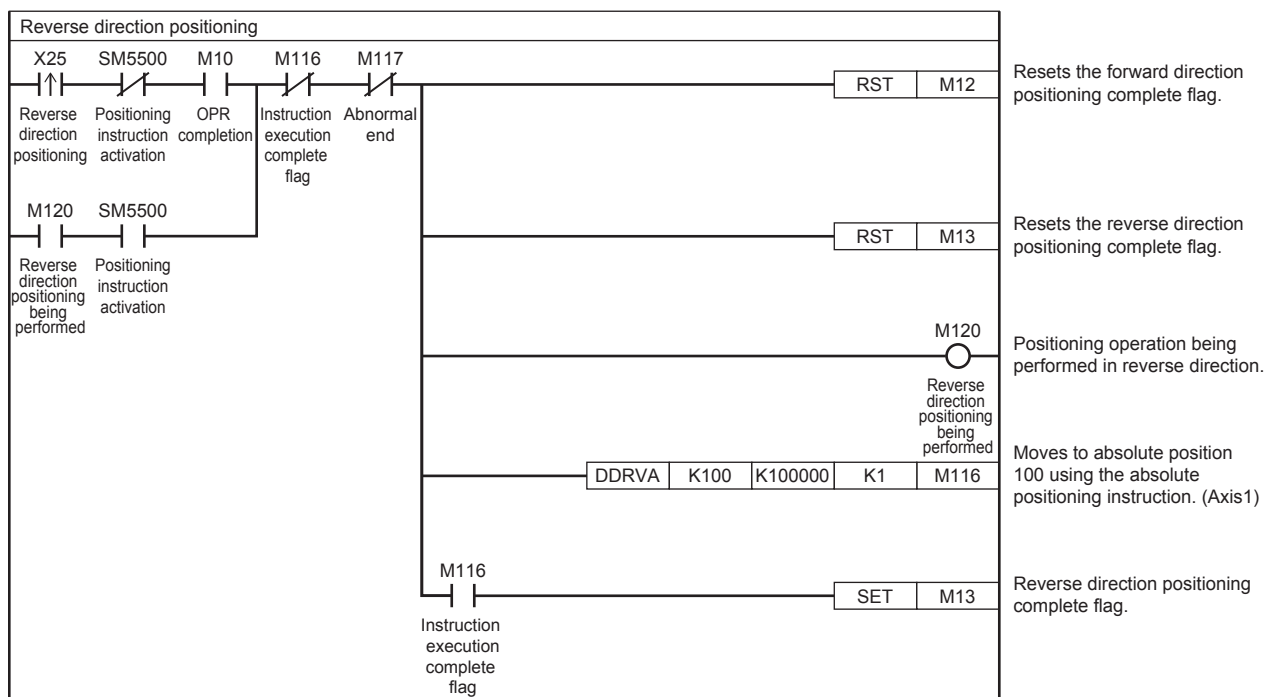 Reverse direction positioning
X25 SM5500 M10 M116 M117
RST M12
Resets the forward direction
positioning complete flag.
Reverse
direction
positioning
Positioning
instruction
activation
OPR
completion
Instruction
execution
complete
flag
Abnormal
end
M120 SM5500
RST M13
Resets the reverse direction
positioning complete flag.
Reverse
direction
positioning
being
performed
Positioning
instruction
activation
M120
Positioning operation being
performed in reverse direction.
Reverse
direction
positioning
being
performed
DDRVA K100 K100000 K1 M116
Moves to absolute position
100 using the absolute
positioning instruction. (Axis1)
M116
SET M13
Reverse direction positioning
complete flag.
Instruction
execution
complete
flag